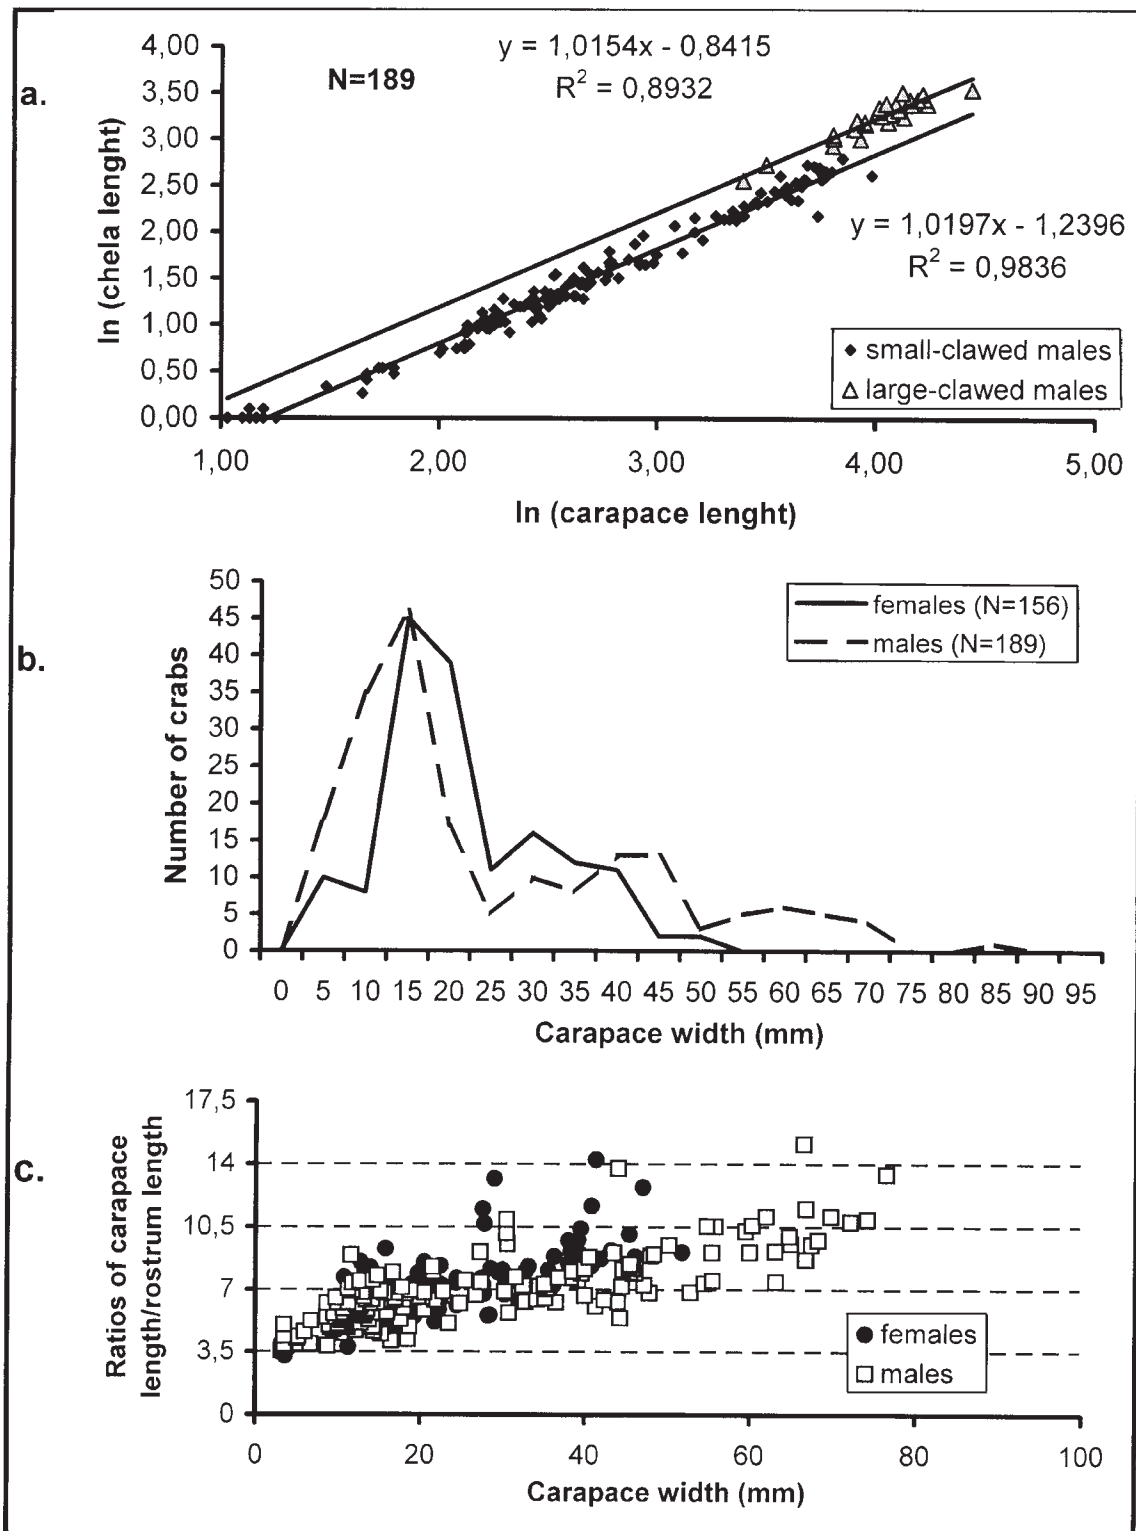 a.
y = 1,0154x - 0,8415
R² = 0,8932
N=189
4,00
3,50
3,00
2,50
2,00
1,50
1,00
0,50
0,00
ln (chela lenght)
y = 1,0197x - 1,2396
R² = 0,9836
small-clawed males
large-clawed males
1,00 2,00 3,00 4,00 5,00
ln (carapace lenght)
b.
50
45
40
35
30
25
20
15
10
5
0
Number of crabs
females (N=156)
males (N=189)
0 5 10 15 20 25 30 35 40 45 50 55 60 65 70 75 80 85 90 95
Carapace width (mm)
c.
17,5
14
10,5
7
3,5
0
Ratios of carapace
length/rostrum length
females
males
0 20 40 60 80 100
Carapace width (mm)